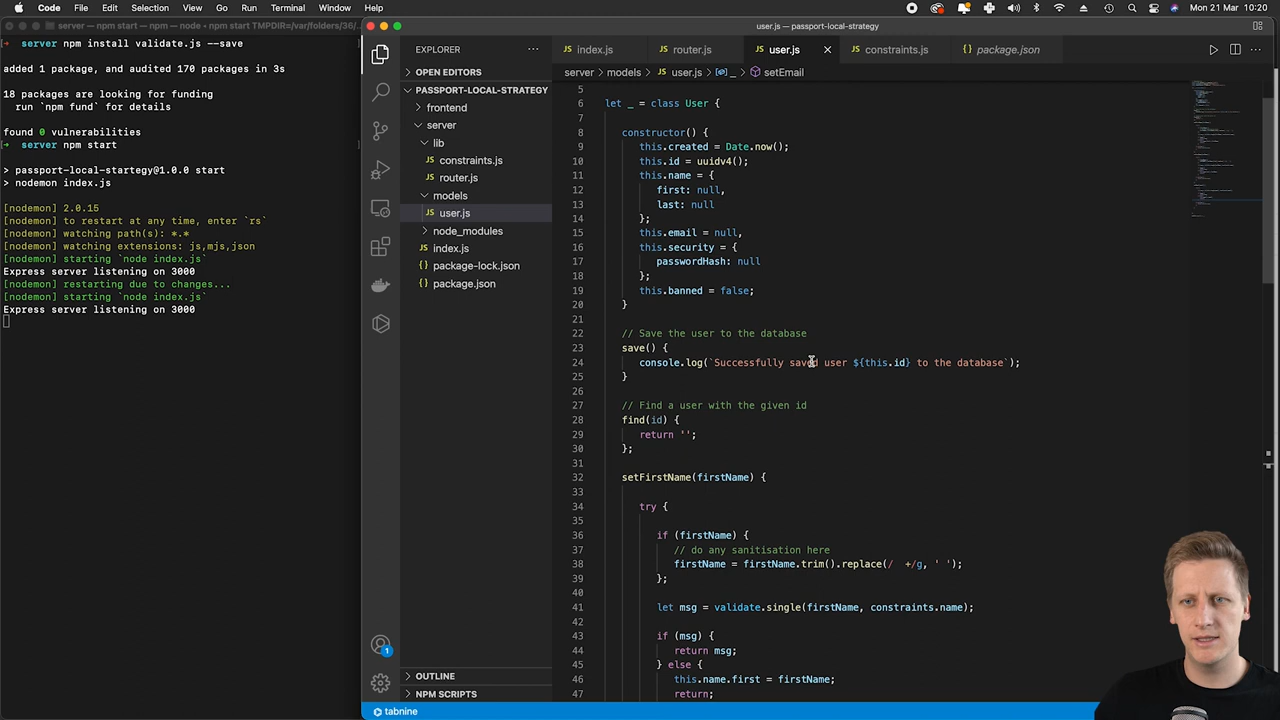 Code File Edit Selection View Go Run Terminal Window Help Mon 21 Mar 10:20
server — npm start — node ‹ npm start TMPDIR=/var/folders/36/...
user.js — passport-local-strategy
→ server npm install validate.js --save
added 1 package, and audited 170 packages in 3s
18 packages are looking for funding
run `npm fund` for details
found 0 vulnerabilities
→ server npm start
> passport-local-startegy@1.0.0 start
> nodemon index.js
[nodemon] 2.0.15
[nodemon] to restart at any time, enter `rs`
[nodemon] watching path(s): *.*
[nodemon] watching extensions: js,mjs,json
[nodemon] starting `node index.js`
Express server listening on 3000
[nodemon] restarting due to changes...
[nodemon] starting `node index.js`
Express server listening on 3000
EXPLORER
OPEN EDITORS
PASSPORT-LOCAL-STRATEGY
frontend
server
lib
constraints.js
router.js
models
user.js
node_modules
index.js
package-lock.json
package.json
OUTLINE
NPM SCRIPTS
1
tabnine
index.js router.js user.js constraints.js package.json
server > models > user.js > _ > setEmail
5
6 let _ = class User {
7
8 constructor() {
9 this.created = Date.now();
10 this.id = uuidv4();
11 this.name = {
12 first: null,
13 last: null
14 };
15 this.email = null,
16 this.security = {
17 passwordHash: null
18 };
19 this.banned = false;
20 }
21
22 // Save the user to the database
23 save() {
24 console.log(`Successfully saved user ${this.id} to the database`);
25 }
26
27 // Find a user with the given id
28 find(id) {
29 return '';
30 };
31
32 setFirstName(firstName) {
33
34 try {
35
36 if (firstName) {
37 // do any sanitisation here
38 firstName = firstName.trim().replace(/  +/g, ' ');
39 };
40
41 let msg = validate.single(firstName, constraints.name);
42
43 if (msg) {
44 return msg;
45 } else {
46 this.name.first = firstName;
47 return;